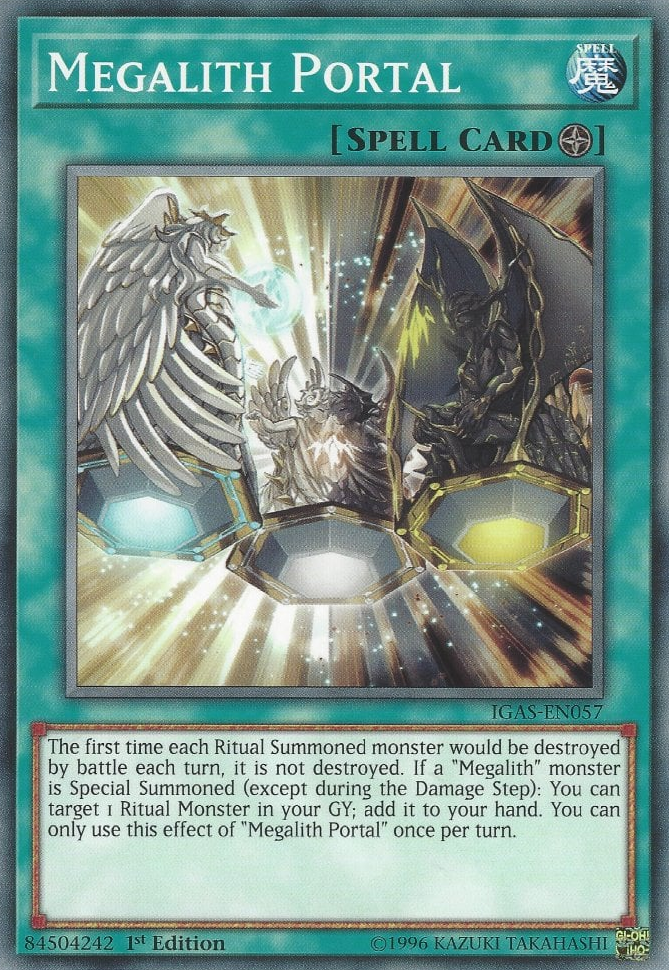 MEGALITH PORTAL
SPELL
魔
[SPELL CARD]
IGAS-EN057
The first time each Ritual Summoned monster would be destroyed
by battle each turn, it is not destroyed. If a "Megalith" monster
is Special Summoned (except during the Damage Step): You can
target 1 Ritual Monster in your GY; add it to your hand. You can
only use this effect of "Megalith Portal" once per turn.
84504242 1st Edition ©1996 KAZUKI TAKAHASHI